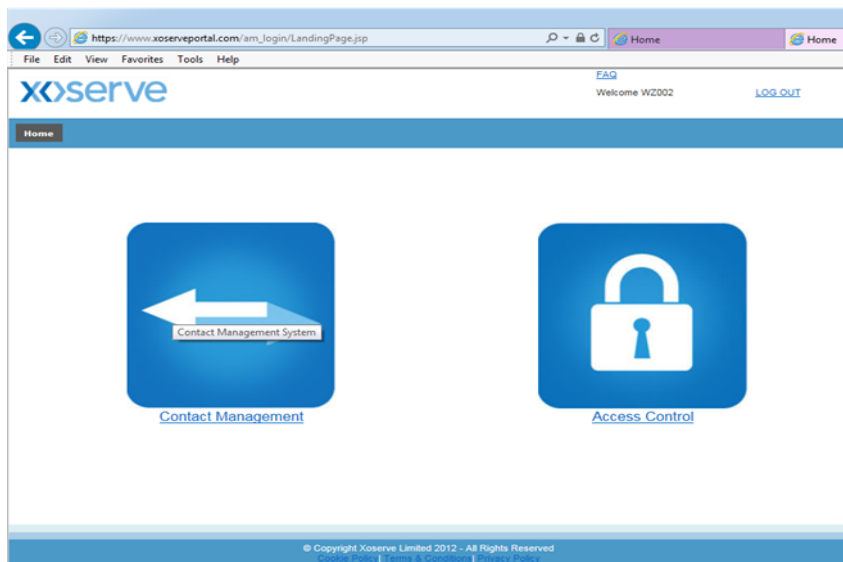 https://www.xoserveportal.com/am_login/LandingPage.jsp
Home
Home
File Edit View Favorites Tools Help
xoserve
FAQ
Welcome WZ002
LOG OUT
Home
Contact Management System
Contact Management
Access Control
© Copyright Xoserve Limited 2012 - All Rights Reserved
Cookie Policy| Terms & Conditions| Privacy Policy